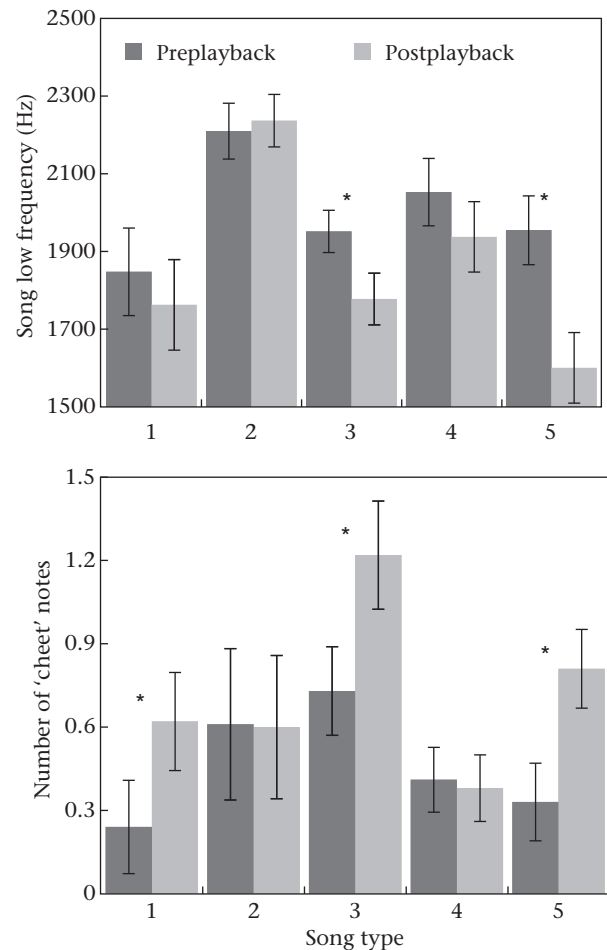 2500
Preplayback Postplayback
2300
2100
1900
1700
1500
Song low frequency (Hz)
* *
1 2 3 4 5
1.5
1.2
0.9
0.6
0.3
0
Number of 'cheet' notes
* * *
1 2 3 4 5
Song type